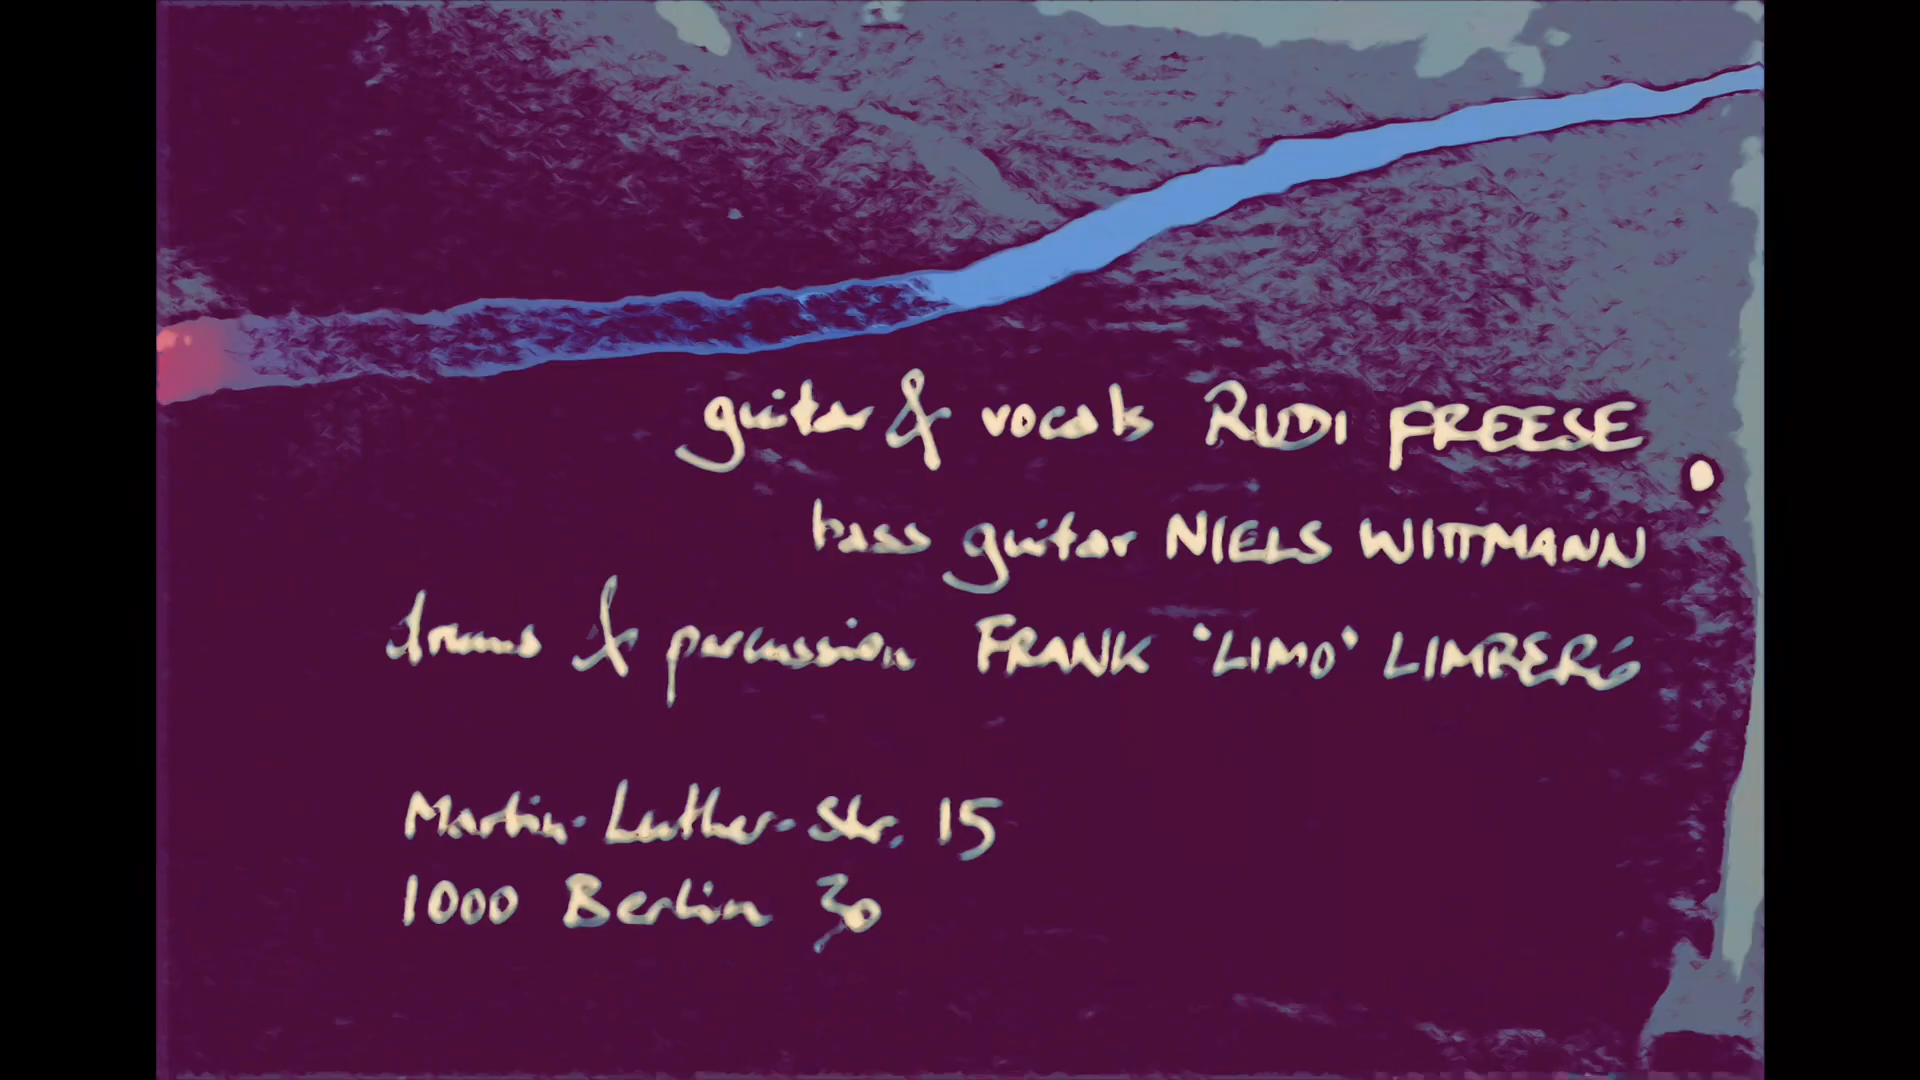 guitar & vocals RUDI FREESE
bass guitar NIELS WITTMANN
drums & percussion FRANK 'LIMO' LIMBERG
Martin-Luther-Str. 15
1000 Berlin 30